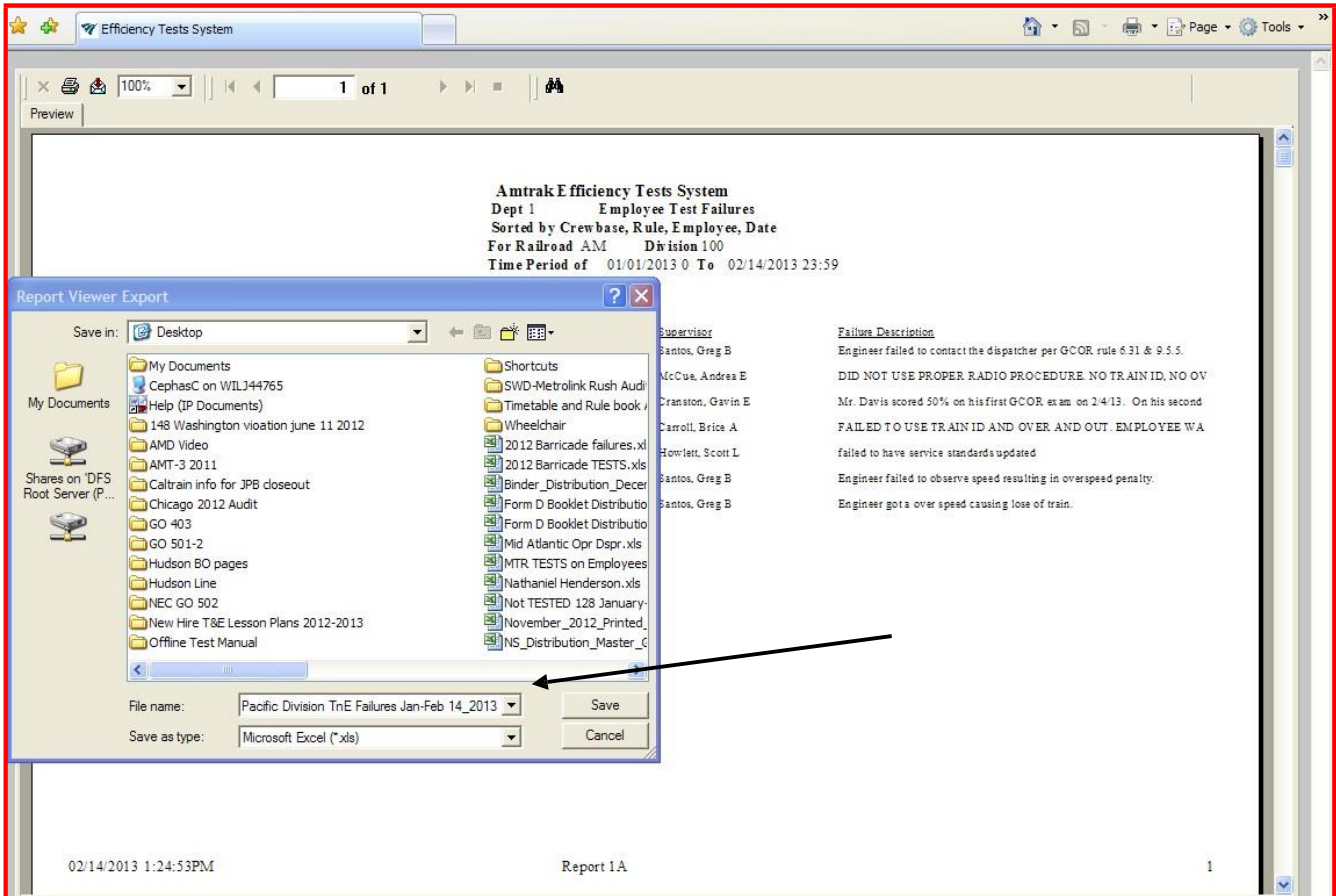 Efficiency Tests System
Page
Tools
»
100%
1 of 1
Preview
Amtrak Efficiency Tests System
Dept 1 Employee Test Failures
Sorted by Crewbase, Rule, Employee, Date
For Railroad AM Division 100
Time Period of 01/01/2013 0 To 02/14/2013 23:59
Report Viewer Export
Save in: Desktop
My Documents
Shares on 'DFS
Root Server (P...
My Documents
CephasC on WILJ44765
Help (IP Documents)
148 Washington vioation june 11 2012
AMD Video
AMT-3 2011
Caltrain info for JPB closeout
Chicago 2012 Audit
GO 403
GO 501-2
Hudson BO pages
Hudson Line
NEC GO 502
New Hire T&E Lesson Plans 2012-2013
Offline Test Manual
Shortcuts
SWD-Metrolink Rush Audi
Timetable and Rule book
Wheelchair
2012 Barricade failures.xl
2012 Barricade TESTS.xls
Binder_Distribution_Decer
Form D Booklet Distributio
Form D Booklet Distributio
Mid Atlantic Opr Dspr.xls
MTR TESTS on Employees
Nathaniel Henderson.xls
Not TESTED 128 January-
November_2012_Printed_
NS_Distribution_Master_G
File name: Pacific Division TnE Failures Jan-Feb 14_2013 Save
Save as type: Microsoft Excel (*.xls) Cancel
Supervisor Failure Description
Santos, Greg B Engineer failed to contact the dispatcher per GCOR rule 6.31 & 9.5.5.
McCue, Andrea E DID NOT USE PROPER RADIO PROCEDURE. NO TRAIN ID, NO OV
Cranston, Gavin E Mr. Davis scored 50% on his first GCOR exam on 2/4/13. On his second
Carroll, Brice A FAILED TO USE TRAIN ID AND OVER AND OUT. EMPLOYEE WA
Howlett, Scott L failed to have service standards updated
Santos, Greg B Engineer failed to observe speed resulting in overspeed penalty.
Santos, Greg B Engineer got a over speed causing lose of train.
02/14/2013 1:24:53PM Report 1A 1